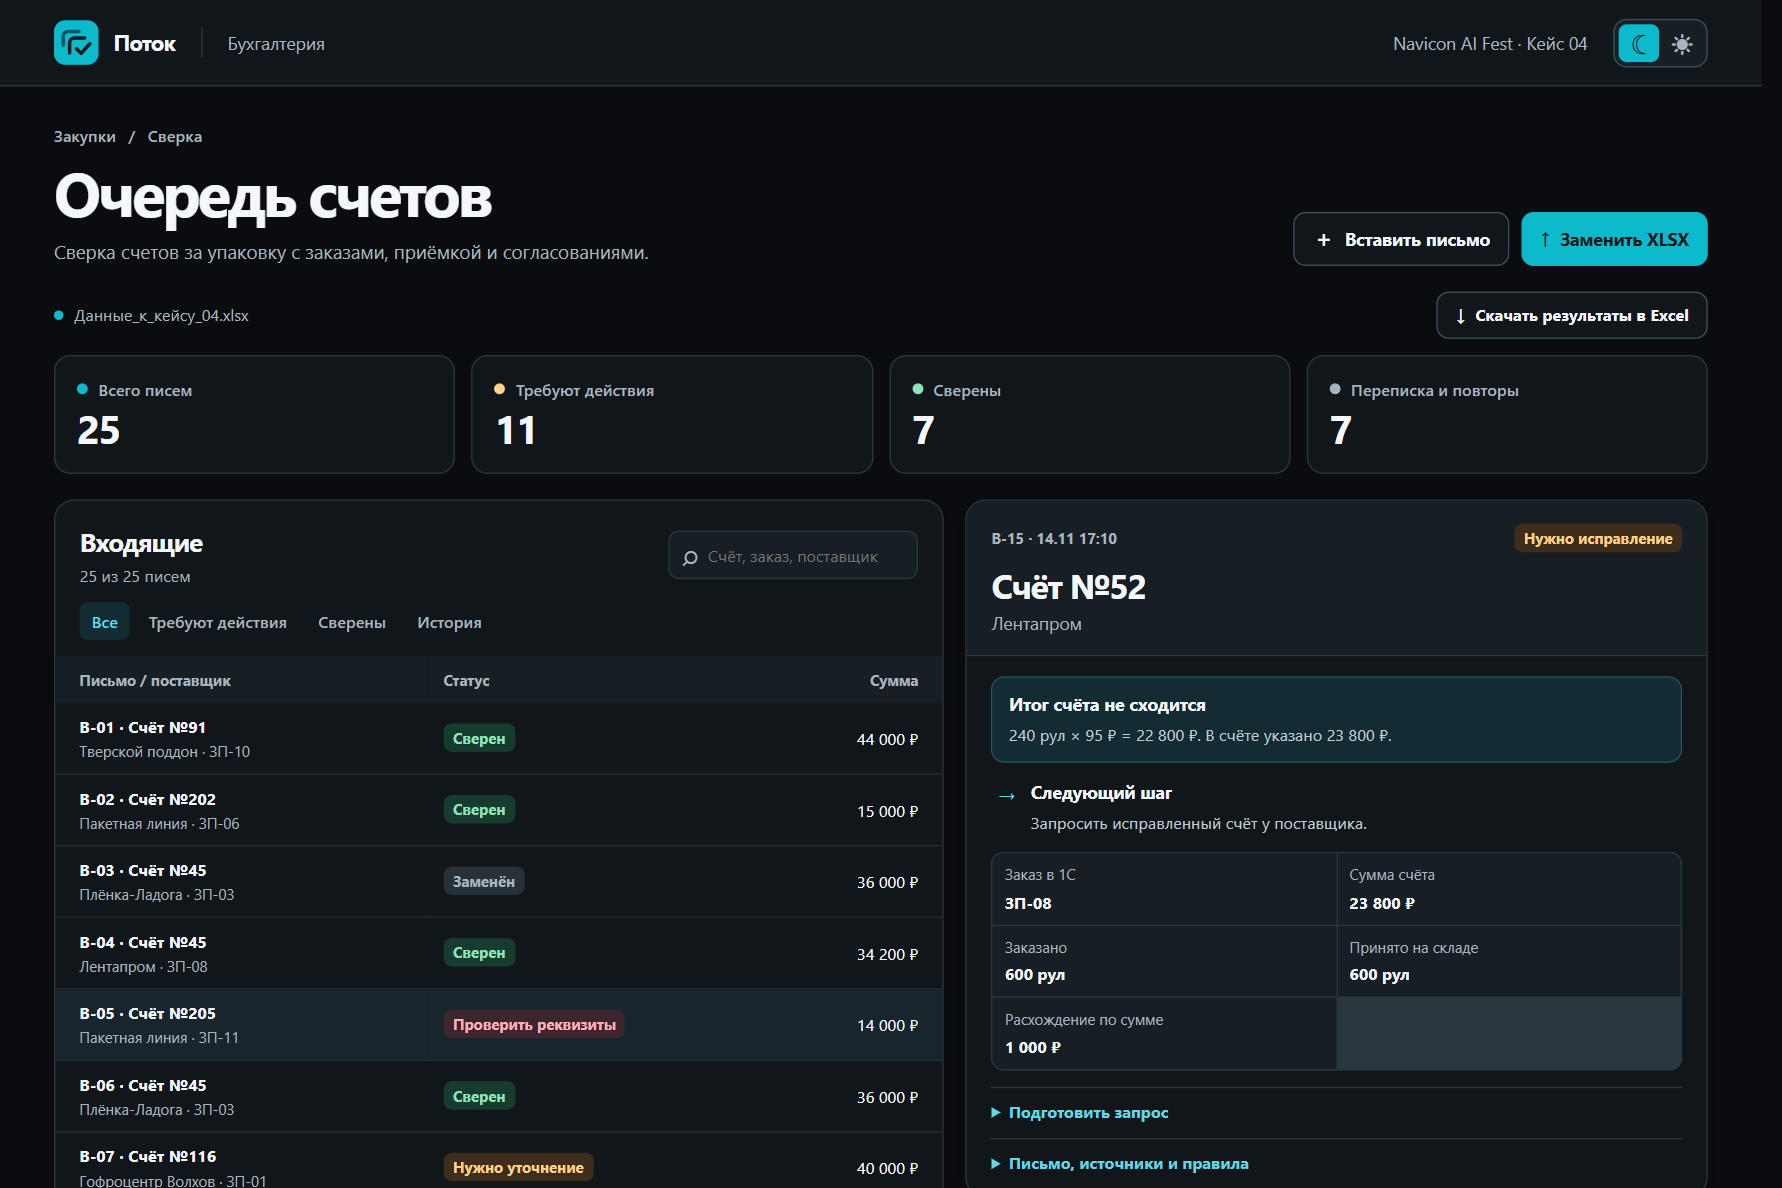 Поток
Бухгалтерия
Navicon AI Fest · Кейс 04
Закупки / Сверка
Очередь счетов
Сверка счетов за упаковку с заказами, приёмкой и согласованиями.
+ Вставить письмо
↑ Заменить XLSX
Данные_к_кейсу_04.xlsx
↓ Скачать результаты в Excel
Всего писем
25
Требуют действия
11
Сверены
7
Переписка и повторы
7
Входящие
25 из 25 писем
Счёт, заказ, поставщик
Все Требуют действия Сверены История
Письмо / поставщик Статус Сумма
В-01 · Счёт №91
Тверской поддон · ЗП-10
Сверен
44 000 ₽
В-02 · Счёт №202
Пакетная линия · ЗП-06
Сверен
15 000 ₽
В-03 · Счёт №45
Плёнка-Ладога · ЗП-03
Заменён
36 000 ₽
В-04 · Счёт №45
Лентапром · ЗП-08
Сверен
34 200 ₽
В-05 · Счёт №205
Пакетная линия · ЗП-11
Проверить реквизиты
14 000 ₽
В-06 · Счёт №45
Плёнка-Ладога · ЗП-03
Сверен
36 000 ₽
В-07 · Счёт №116
Гофроцентр Волхов · ЗП-01
Нужно уточнение
40 000 ₽
В-15 · 14.11 17:10
Нужно исправление
Счёт №52
Лентапром
Итог счёта не сходится
240 рул × 95 ₽ = 22 800 ₽. В счёте указано 23 800 ₽.
→ Следующий шаг
Запросить исправленный счёт у поставщика.
Заказ в 1С
ЗП-08
Сумма счёта
23 800 ₽
Заказано
600 рул
Принято на складе
600 рул
Расхождение по сумме
1 000 ₽
Подготовить запрос
Письмо, источники и правила